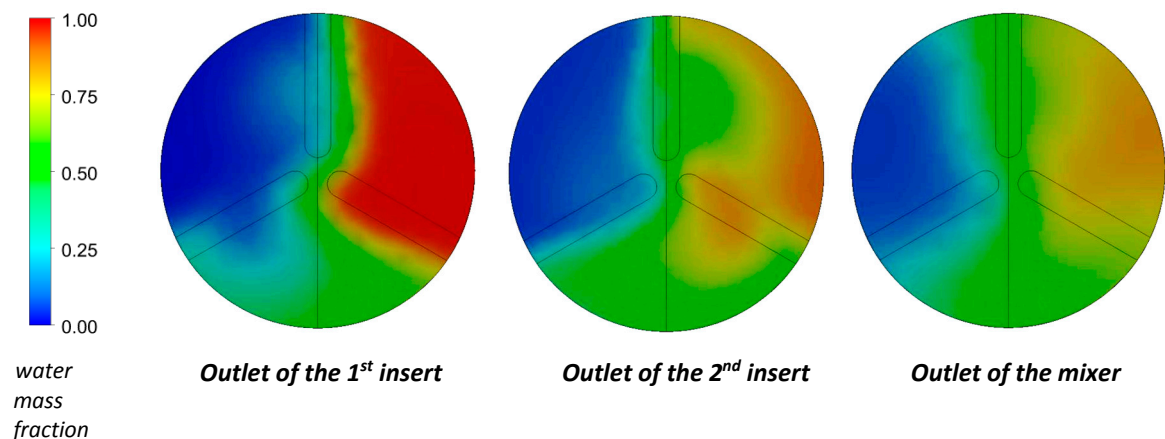 1.00
0.75
0.50
0.25
0.00
water
mass
fraction
Outlet of the 1st insert
Outlet of the 2nd insert
Outlet of the mixer